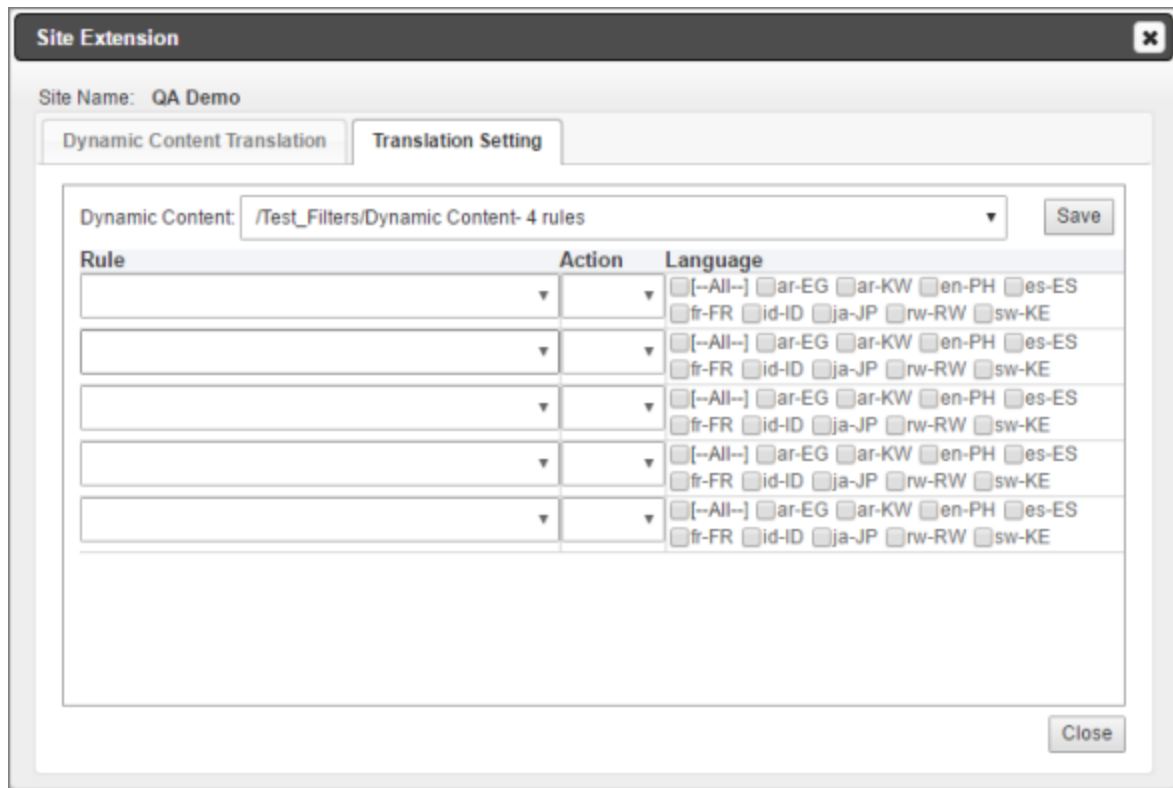 Site Extension
Site Name: QA Demo
Dynamic Content Translation Translation Setting
Dynamic Content: /Test_Filters/Dynamic Content- 4 rules Save
Rule Action Language
[--All--] ar-EG ar-KW en-PH es-ES
fr-FR id-ID ja-JP rw-RW sw-KE
[--All--] ar-EG ar-KW en-PH es-ES
fr-FR id-ID ja-JP rw-RW sw-KE
[--All--] ar-EG ar-KW en-PH es-ES
fr-FR id-ID ja-JP rw-RW sw-KE
[--All--] ar-EG ar-KW en-PH es-ES
fr-FR id-ID ja-JP rw-RW sw-KE
[--All--] ar-EG ar-KW en-PH es-ES
fr-FR id-ID ja-JP rw-RW sw-KE
Close